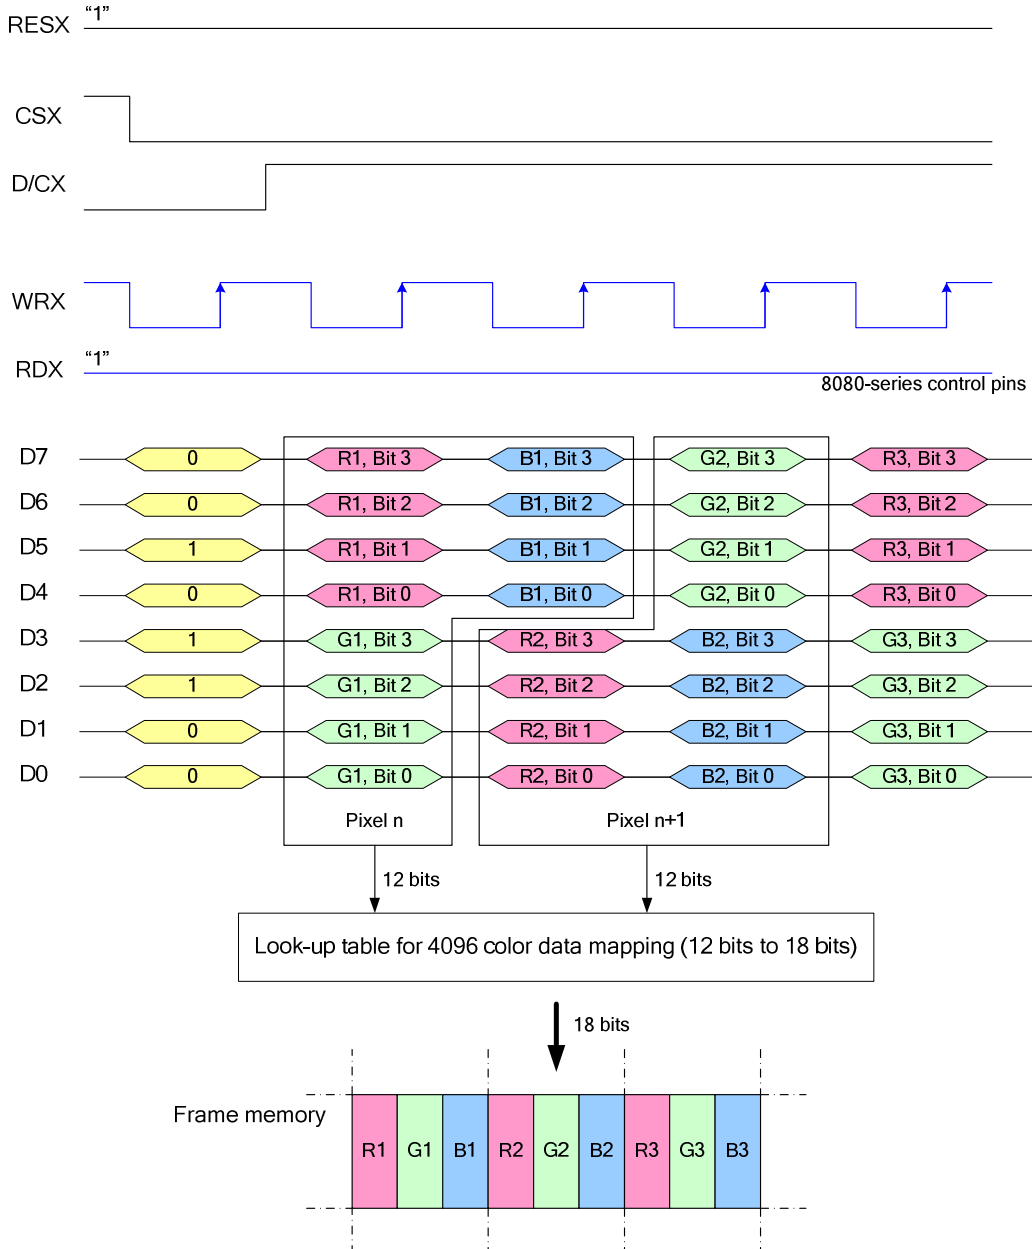 RESX "1"
CSX
D/CX
WRX
RDX "1"
8080-series control pins
D7 0 R1, Bit 3 B1, Bit 3 G2, Bit 3 R3, Bit 3
D6 0 R1, Bit 2 B1, Bit 2 G2, Bit 2 R3, Bit 2
D5 1 R1, Bit 1 B1, Bit 1 G2, Bit 1 R3, Bit 1
D4 0 R1, Bit 0 B1, Bit 0 G2, Bit 0 R3, Bit 0
D3 1 G1, Bit 3 R2, Bit 3 B2, Bit 3 G3, Bit 3
D2 1 G1, Bit 2 R2, Bit 2 B2, Bit 2 G3, Bit 2
D1 0 G1, Bit 1 R2, Bit 1 B2, Bit 1 G3, Bit 1
D0 0 G1, Bit 0 R2, Bit 0 B2, Bit 0 G3, Bit 0
Pixel n Pixel n+1
12 bits 12 bits
Look-up table for 4096 color data mapping (12 bits to 18 bits)
18 bits
Frame memory
R1 G1 B1 R2 G2 B2 R3 G3 B3